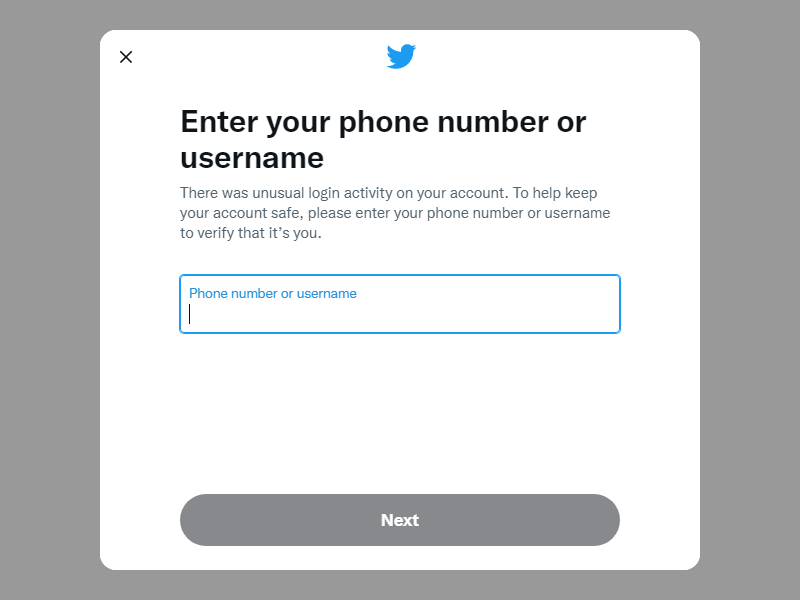 Enter your phone number or
username
There was unusual login activity on your account. To help keep
your account safe, please enter your phone number or username
to verify that it’s you.
Phone number or username
Next